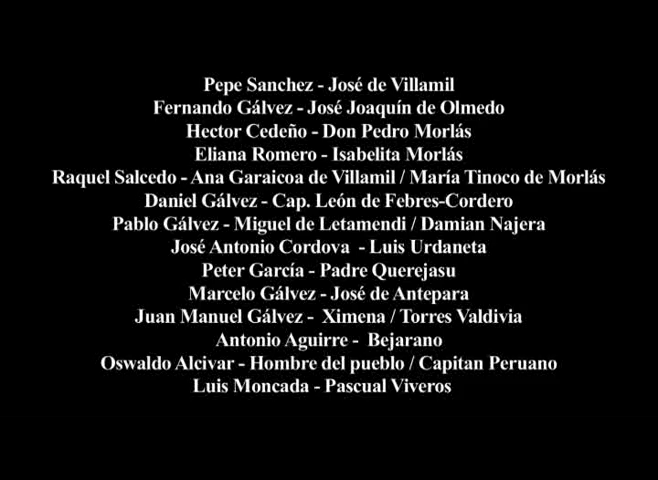 Pepe Sanchez - José de Villamil
Fernando Gálvez - José Joaquín de Olmedo
Hector Cedeño - Don Pedro Morlás
Eliana Romero - Isabelita Morlás
Raquel Salcedo - Ana Garaicoa de Villamil / María Tinoco de Morlás
Daniel Gálvez - Cap. León de Febres-Cordero
Pablo Gálvez - Miguel de Letamendi / Damian Najera
José Antonio Cordova  - Luis Urdaneta
Peter García - Padre Querejasu
Marcelo Gálvez - José de Antepara
Juan Manuel Gálvez -  Ximena / Torres Valdivia
Antonio Aguirre -  Bejarano
Oswaldo Alcivar - Hombre del pueblo / Capitan Peruano
Luis Moncada - Pascual Viveros